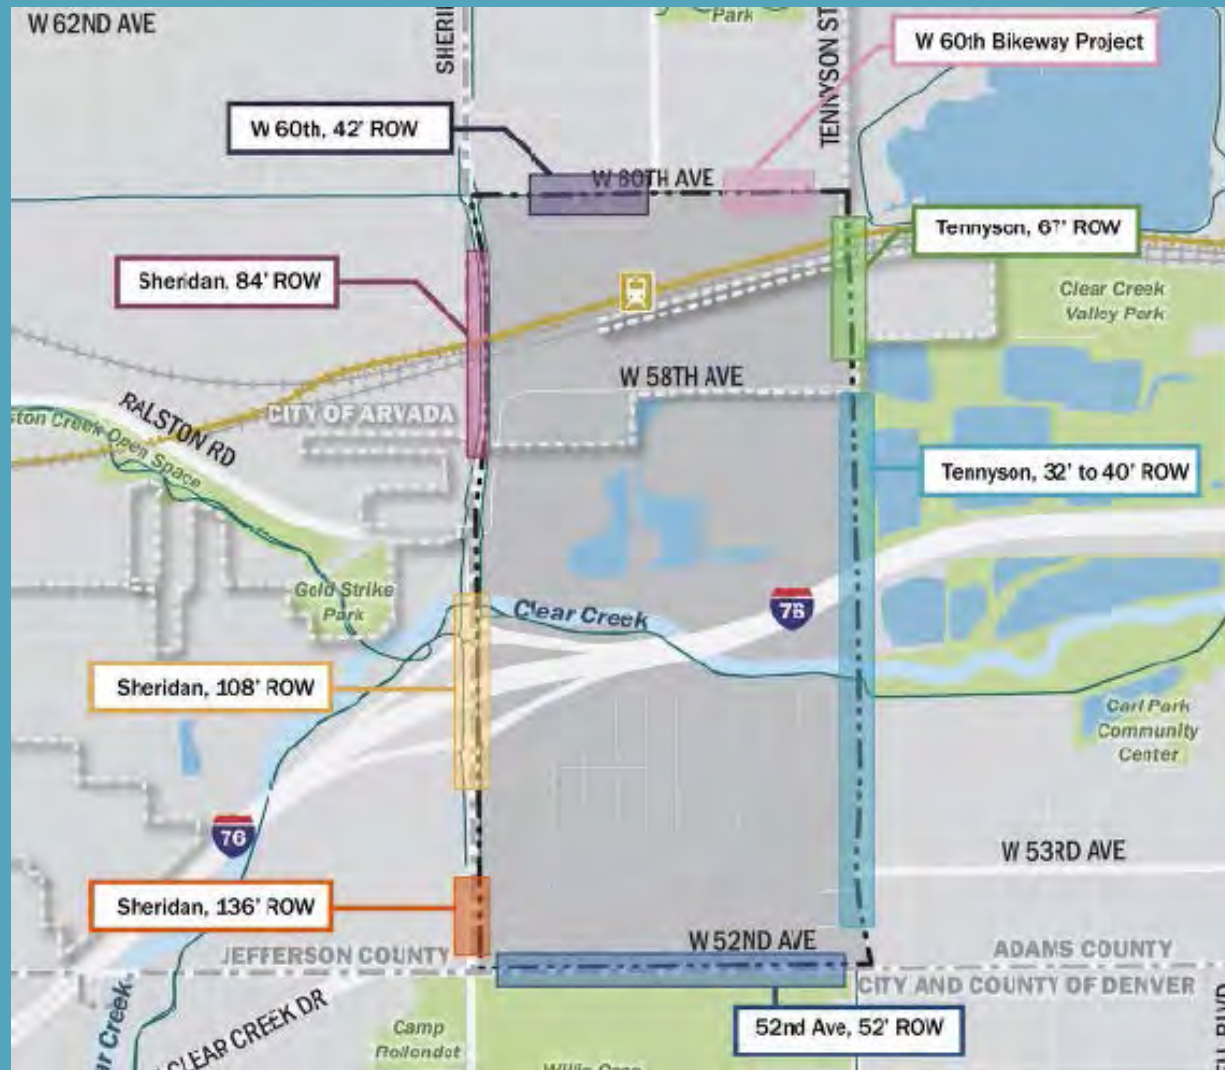 W 62ND AVE
SHERI
Park
TENNYSON ST
W 60th Bikeway Project
W 60th, 42' ROW
W 60TH AVE
Tennyson, 67' ROW
Sheridan, 84' ROW
Clear Creek
Valley Park
W 58TH AVE
RALSTON RD
CITY OF ARVADA
ston Creek Open Space
Tennyson, 32' to 40' ROW
Gold Strike
Park
Clear Creek
76
Sheridan, 108' ROW
Carl Park
Community
Center
76
W 53RD AVE
Sheridan, 136' ROW
W 52ND AVE
JEFFERSON COUNTY
ADAMS COUNTY
CITY AND COUNTY OF DENVER
52nd Ave, 52' ROW
ar Creek
CLEAR CREEK DR
Camp
Rollandet